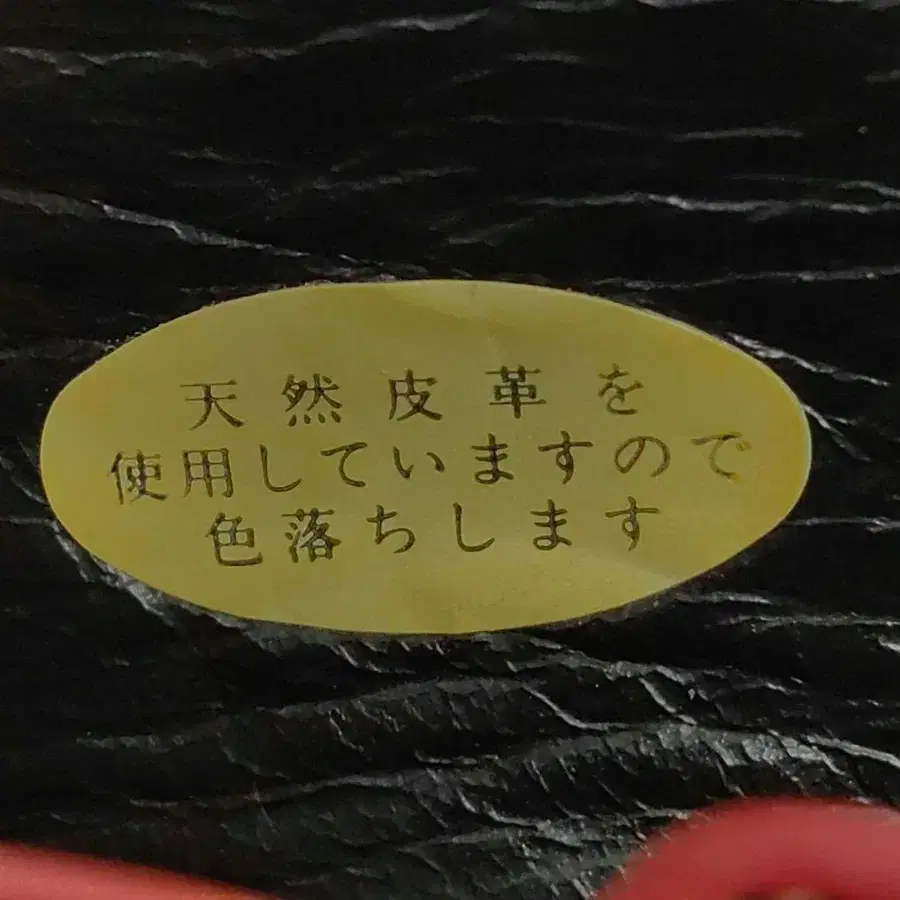 天然皮革を
使用していますので
色落ちします